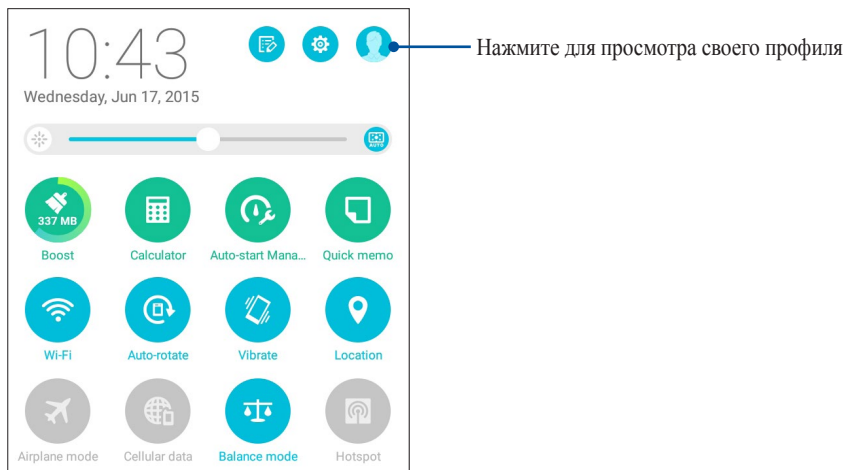 10:43
Wednesday, Jun 17, 2015
Нажмите для просмотра своего профиля
AUTO
337 MB
Boost Calculator Auto-start Mana... Quick memo
Wi-Fi Auto-rotate Vibrate Location
Airplane mode Cellular data Balance mode Hotspot